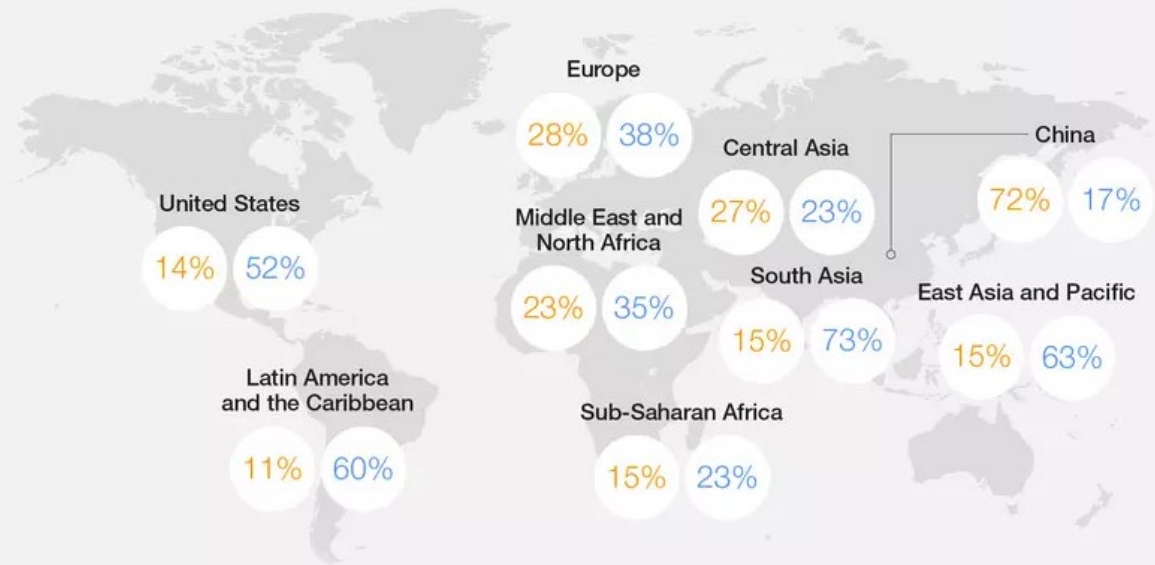 Europe
28% 38%
China
72% 17%
Central Asia
27% 23%
United States
14% 52%
Middle East and
North Africa
23% 35%
South Asia
15% 73%
East Asia and Pacific
15% 63%
Latin America
and the Caribbean
11% 60%
Sub-Saharan Africa
15% 23%